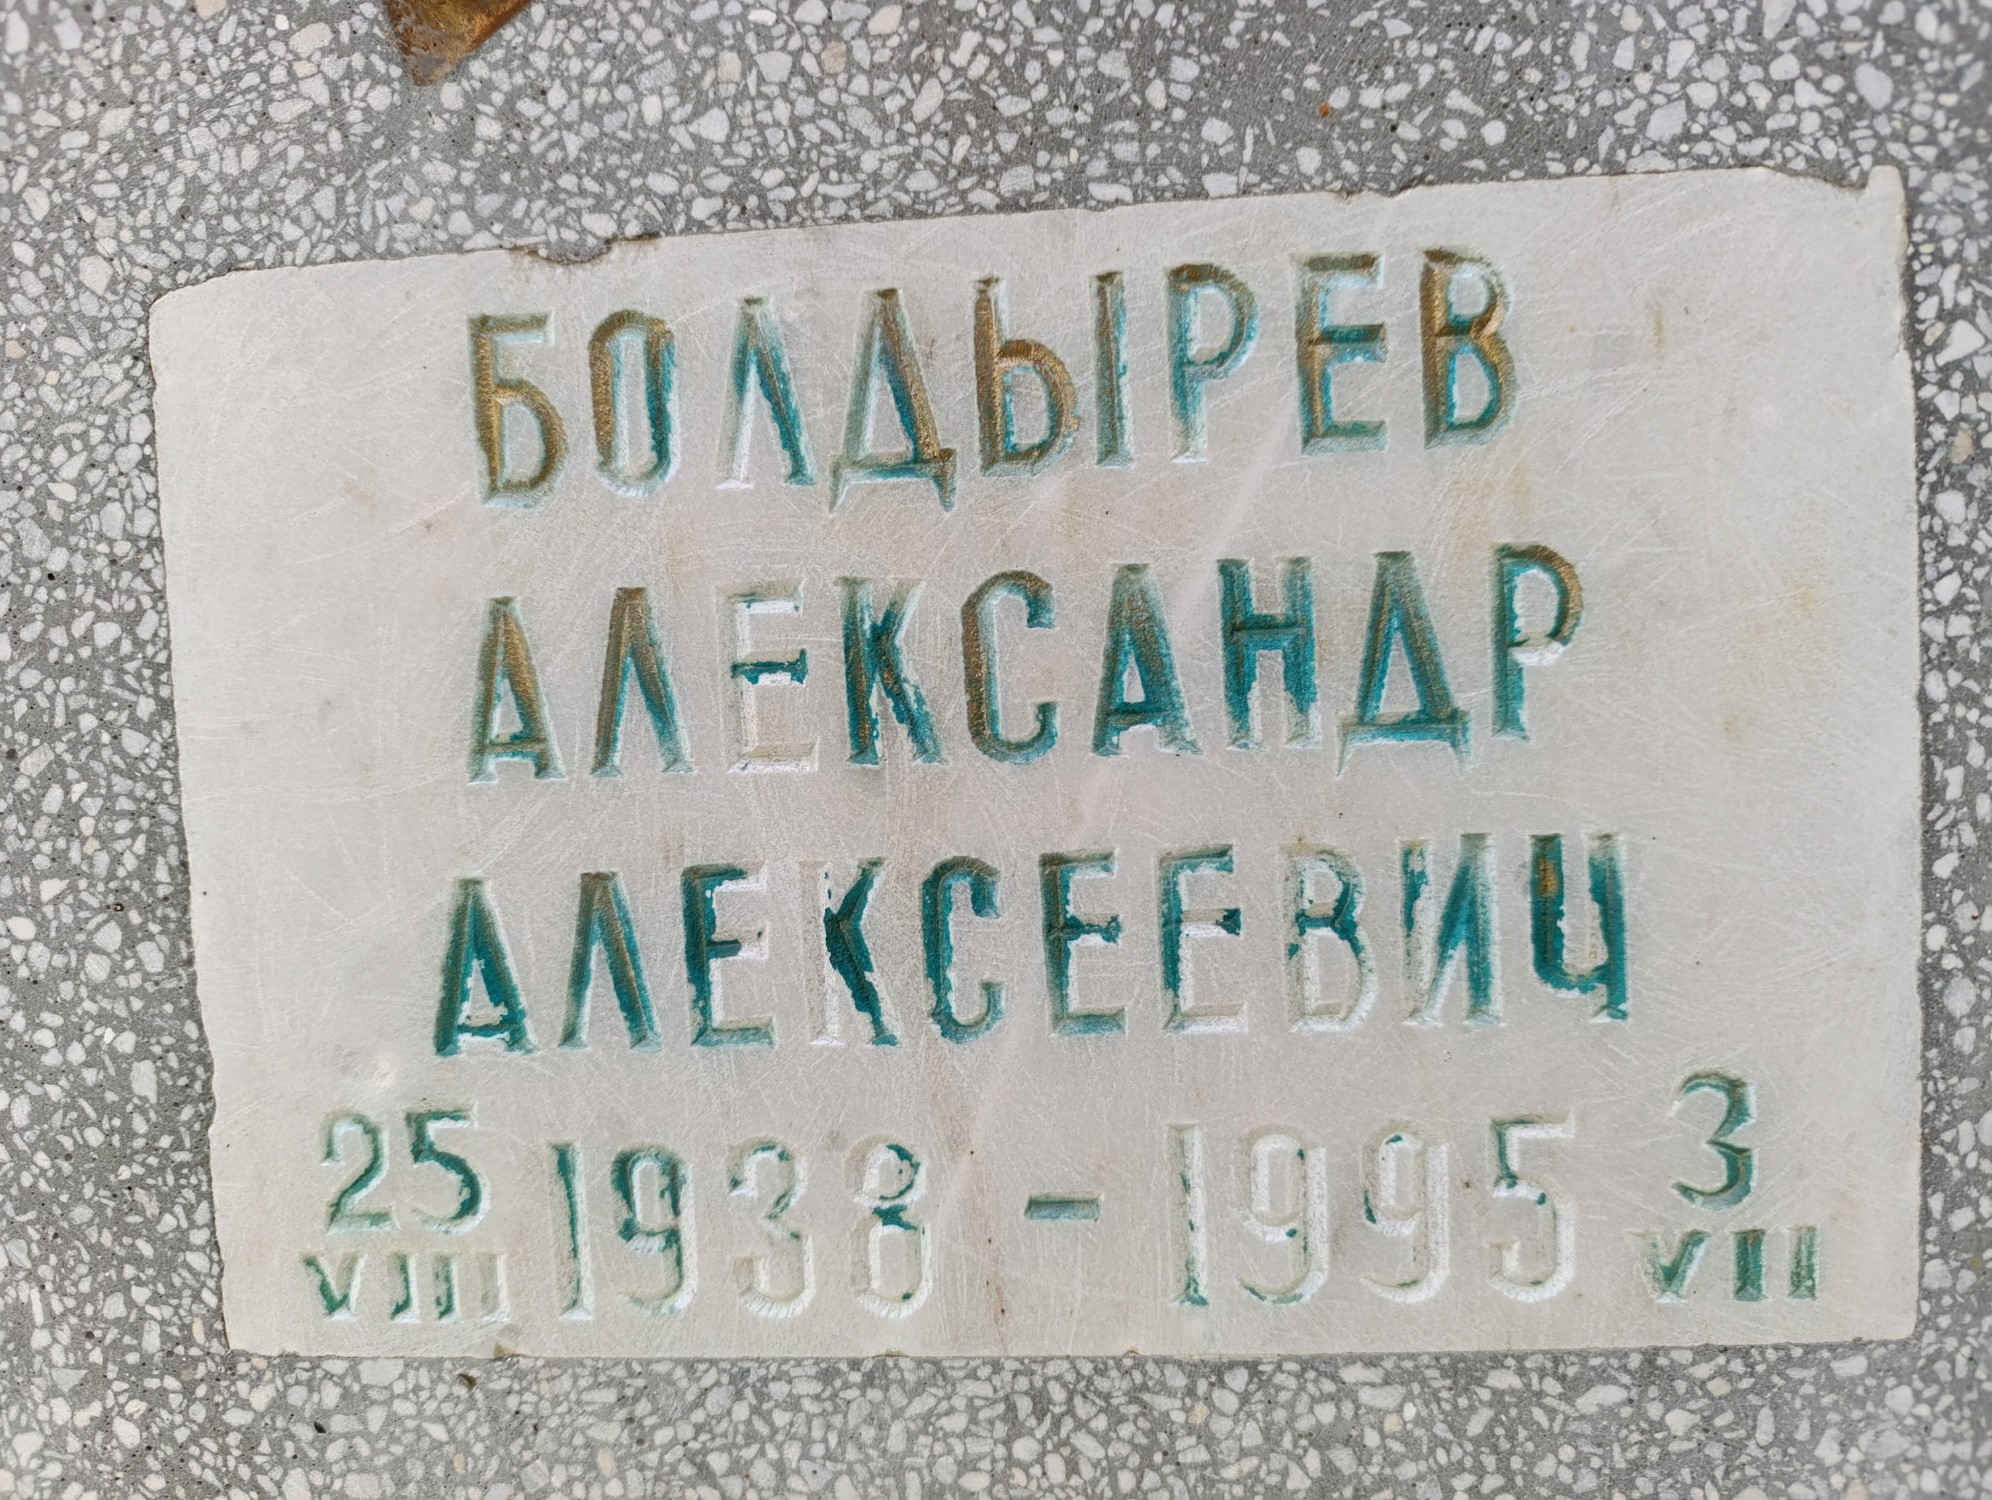 БОЛДЫРЕВ
АЛЕКСАНДР
АЛЕКСЕЕВИЧ
25 VIII 1938 - 1995 3 VII